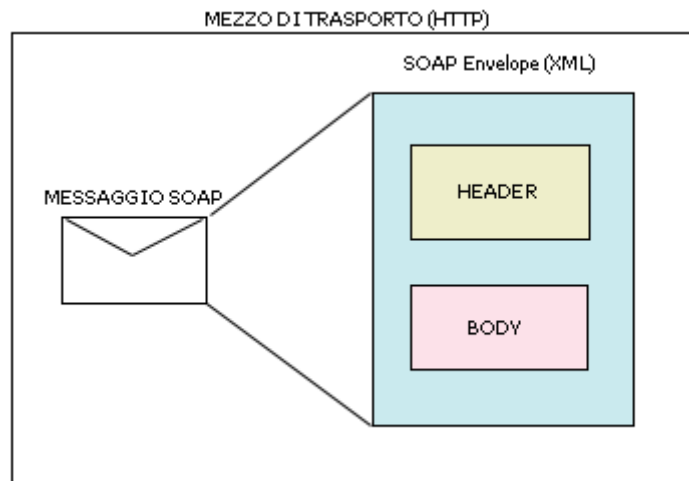 MEZZO DI TRASPORTO (HTTP)
SOAP Envelope (XML)
MESSAGGIO SOAP
HEADER
BODY